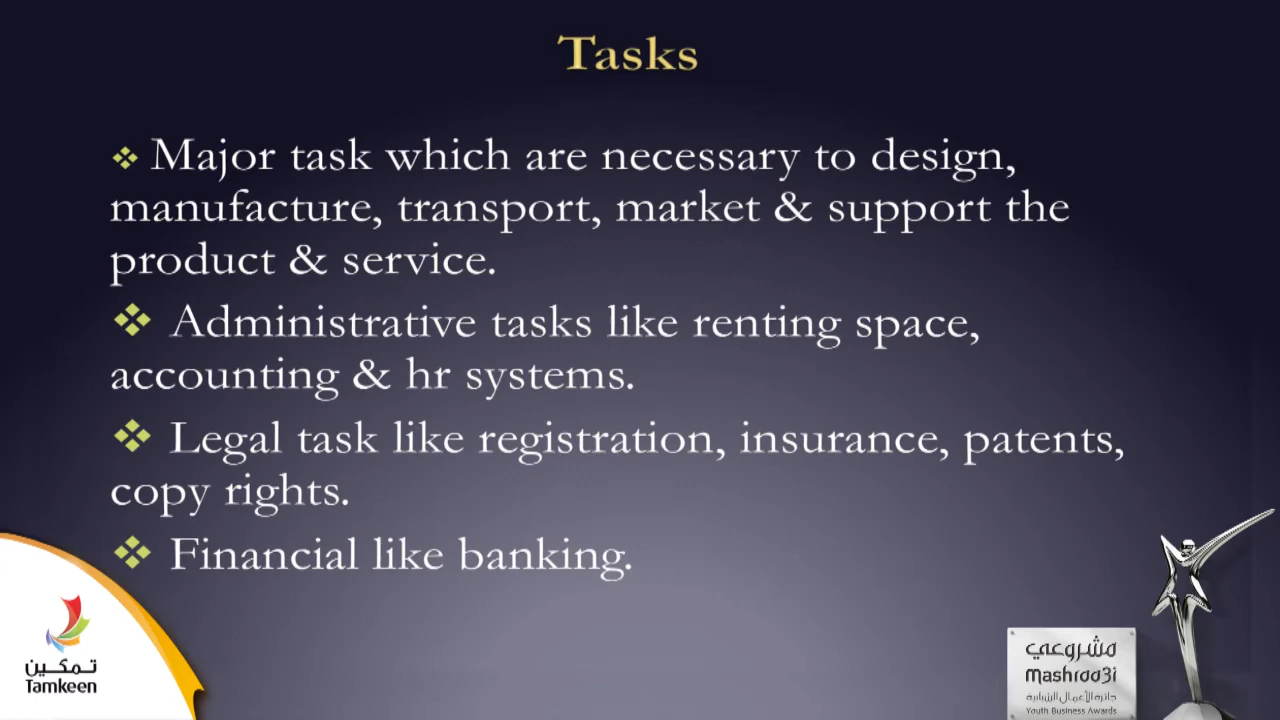 Tasks
❖ Major task which are necessary to design,
manufacture, transport, market & support the
product & service.
❖ Administrative tasks like renting space,
accounting & hr systems.
❖ Legal task like registration, insurance, patents,
copy rights.
❖ Financial like banking.
تمكين
Tamkeen
مشروعي
mashroo3i
جائزة الأعمال الشبابية
Youth Business Awards